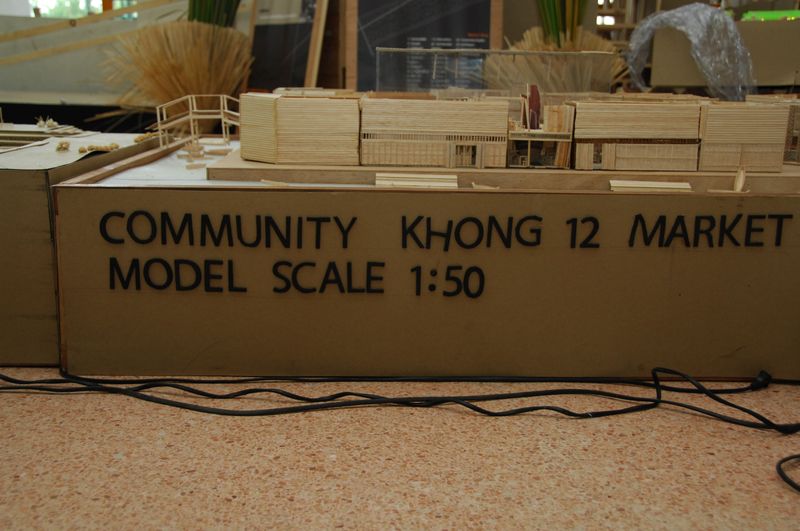 COMMUNITY KHONG 12 MARKET
MODEL SCALE 1:50